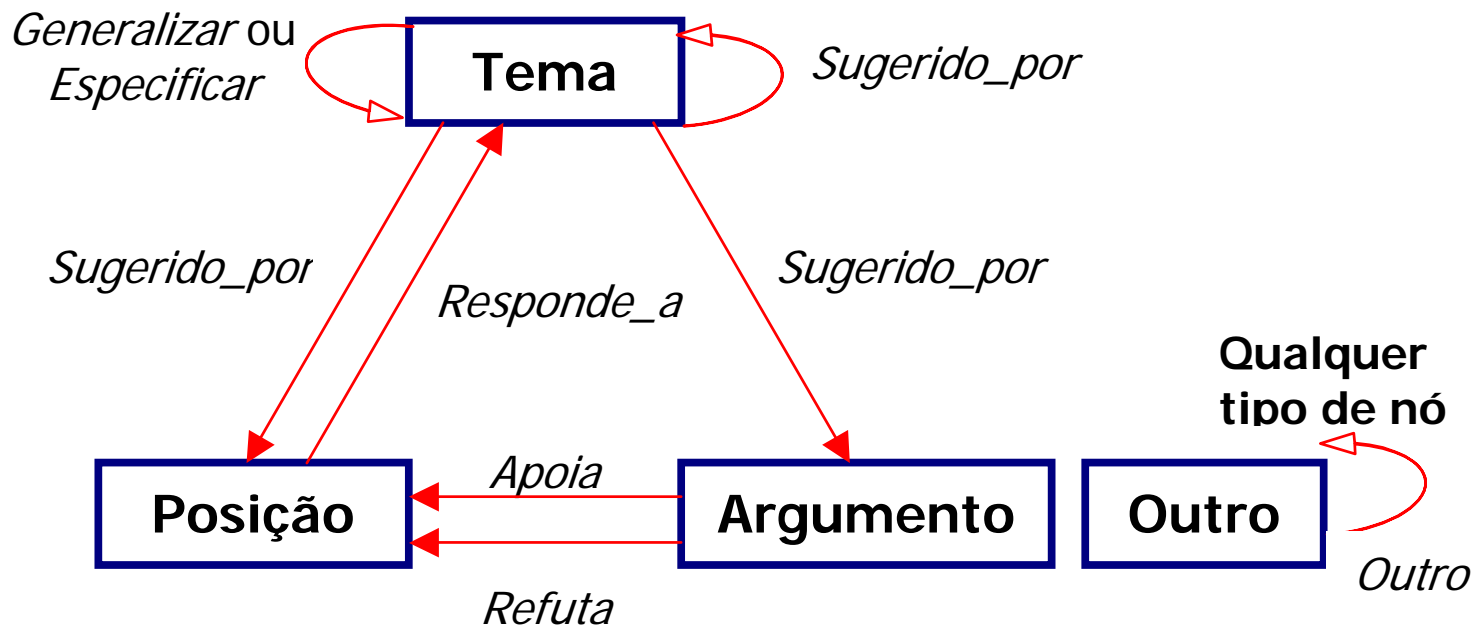 Generalizar ou
Especificar
Tema
Sugerido_por
Sugerido_por
Responde_a
Sugerido_por
Qualquer
tipo de nó
Posição
Apoia
Argumento
Outro
Refuta
Outro